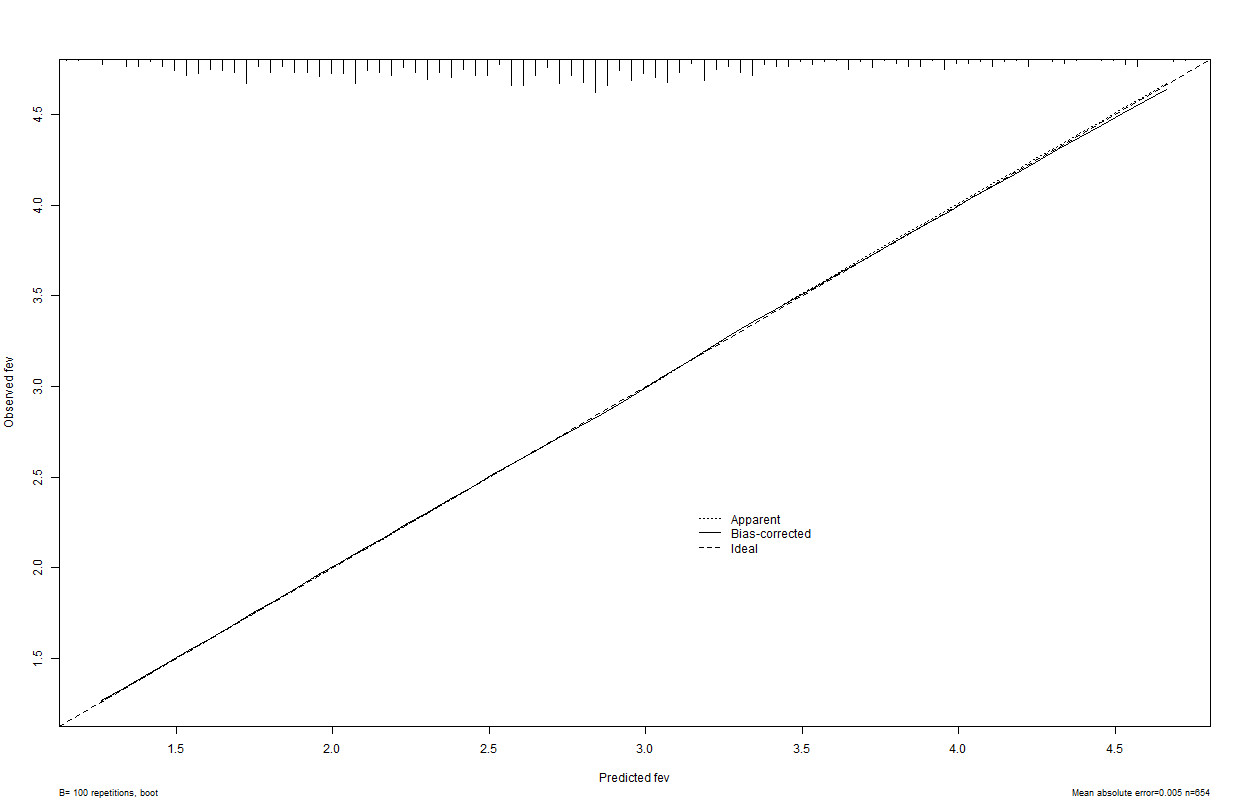 4.5
4.0
3.5
3.0
2.5
2.0
1.5
Observed fev
Apparent
Bias-corrected
Ideal
1.5 2.0 2.5 3.0 3.5 4.0 4.5
Predicted fev
B= 100 repetitions, boot
Mean absolute error=0.005 n=654